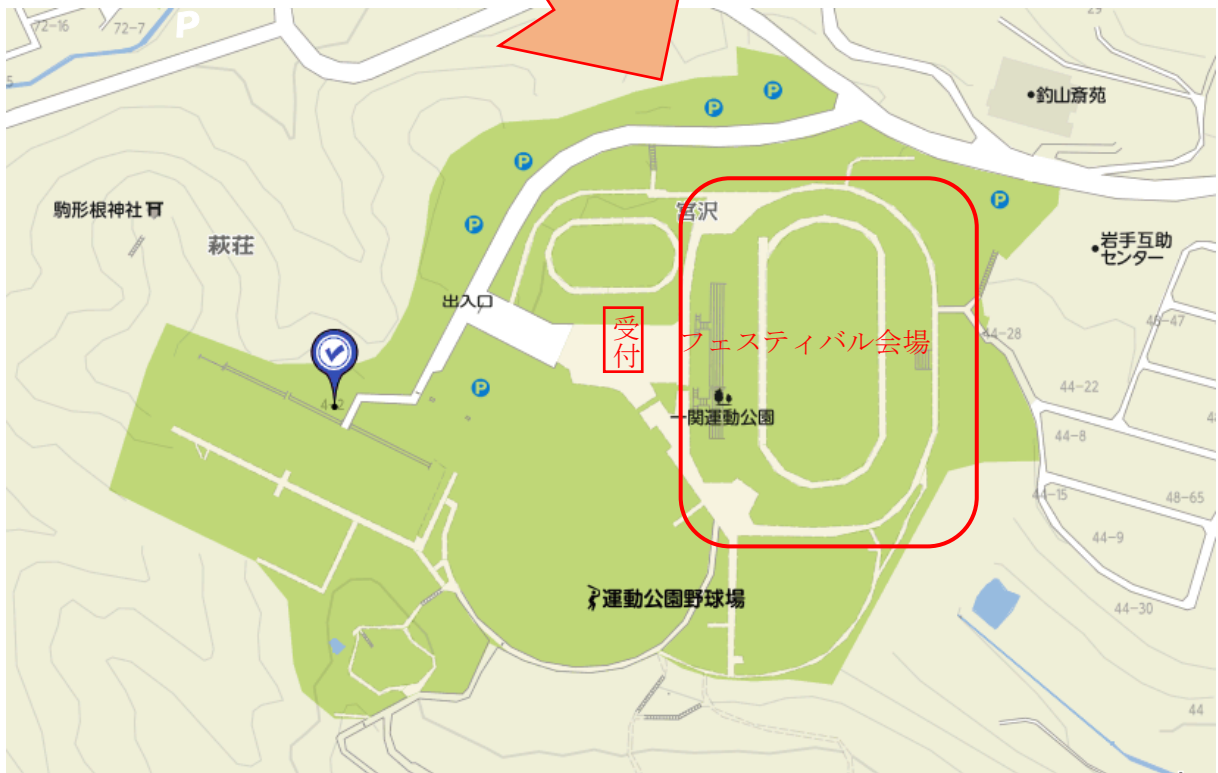 72-16
72-7
P
29
P
P
釣山斎苑
P
駒形根神社
萩荘
P
宮沢
P
岩手互助
センター
出入口
受付
フェスティバル会場
44-28
48-47
4-2
P
一関運動公園
44-22
44-8
44-15
48-65
44-9
運動公園野球場
44-30
44